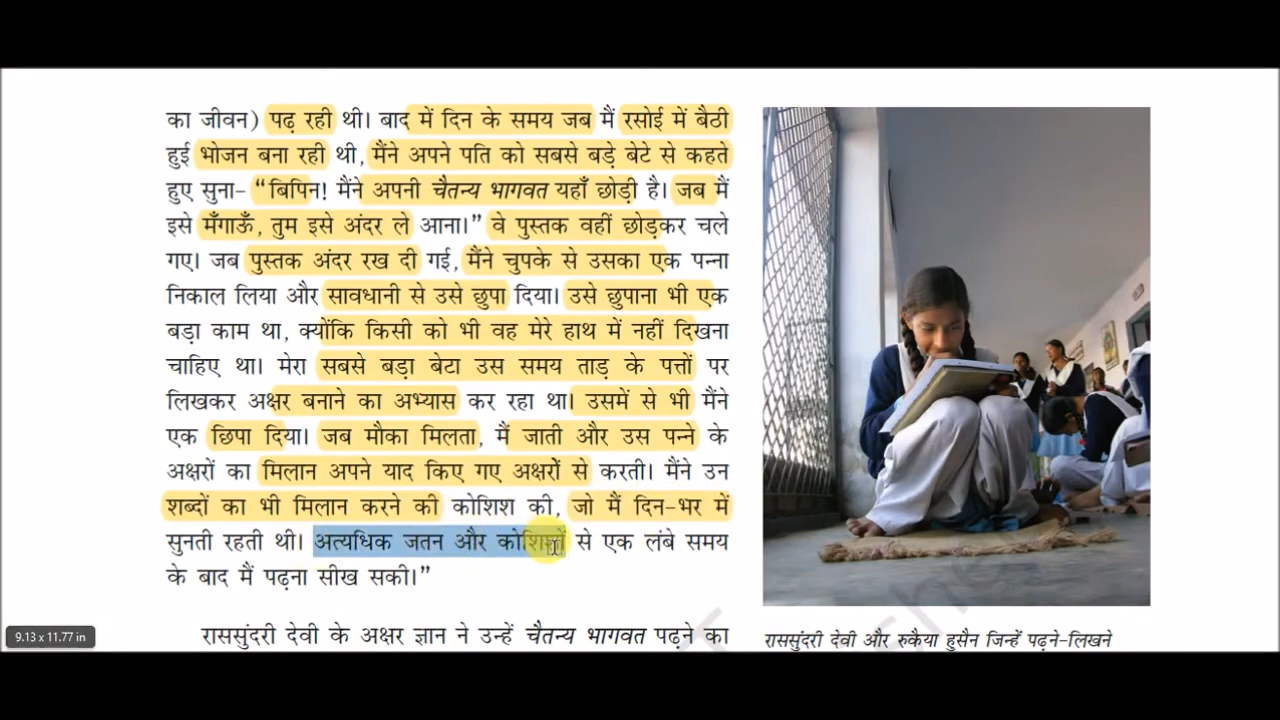 का जीवन) पढ़ रही थी। बाद में दिन के समय जब मैं रसोई में बैठी
हुई भोजन बना रही थी, मैंने अपने पति को सबसे बड़े बेटे से कहते
हुए सुना- “बिपिन! मैंने अपनी चैतन्य भागवत यहाँ छोड़ी है। जब मैं
इसे मँगाऊँ, तुम इसे अंदर ले आना।” वे पुस्तक वहीं छोड़कर चले
गए। जब पुस्तक अंदर रख दी गई, मैंने चुपके से उसका एक पन्ना
निकाल लिया और सावधानी से उसे छुपा दिया। उसे छुपाना भी एक
बड़ा काम था, क्योंकि किसी को भी वह मेरे हाथ में नहीं दिखना
चाहिए था। मेरा सबसे बड़ा बेटा उस समय ताड़ के पत्तों पर
लिखकर अक्षर बनाने का अभ्यास कर रहा था। उसमें से भी मैंने
एक छिपा दिया। जब मौका मिलता, मैं जाती और उस पन्ने के
अक्षरों का मिलान अपने याद किए गए अक्षरों से करती। मैंने उन
शब्दों का भी मिलान करने की कोशिश की, जो मैं दिन-भर में
सुनती रहती थी। अत्यधिक जतन और कोशिशों से एक लंबे समय
के बाद मैं पढ़ना सीख सकी।”
राससुंदरी देवी के अक्षर ज्ञान ने उन्हें चैतन्य भागवत पढ़ने का
राससुंदरी देवी और रुकैया हुसैन जिन्हें पढ़ने-लिखने
9.13 x 11.77 in